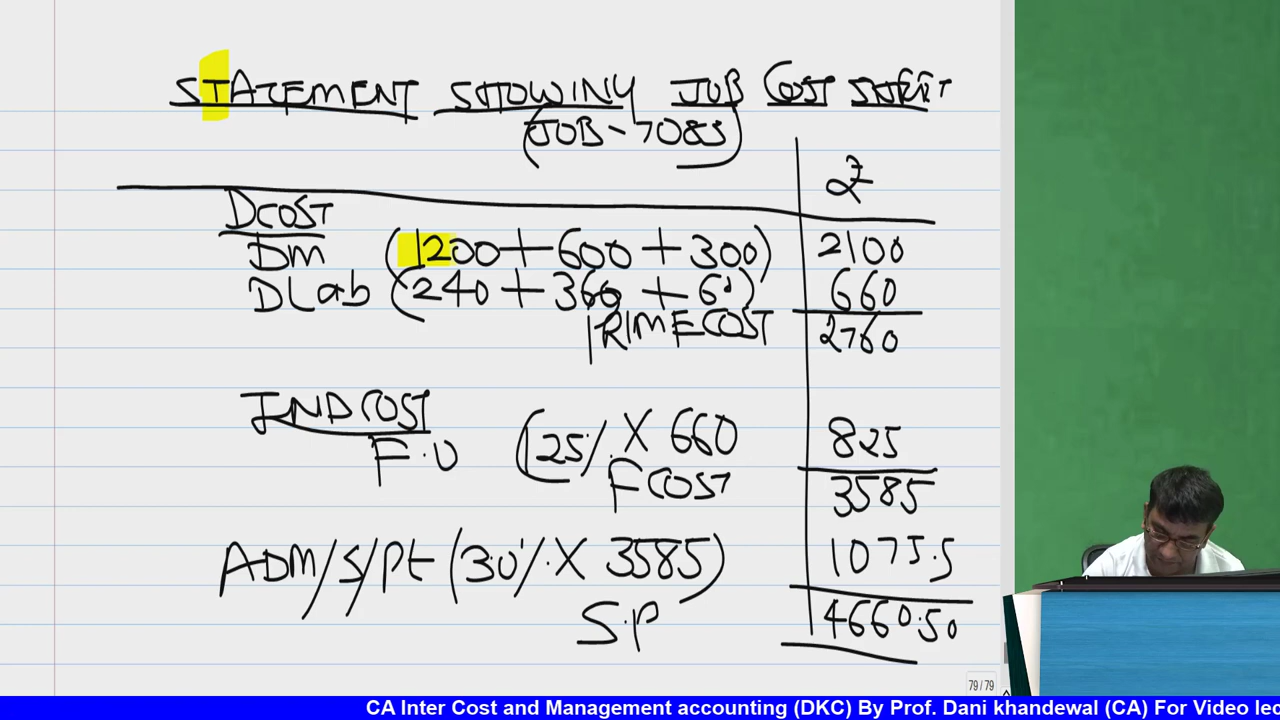 STATEMENT SHOWING JOB COST SHEET
(JOB - 7085)
₹
DCOST
DM (1200 + 600 + 300) 2100
DLab (240 + 360 + 60) 660
PRIME COST 2760
IND COST
F.O (125% X 660 825
F COST 3585
ADM/S/Pt (30% X 3585) 1075.5
S.P 4660.50
79 / 79
CA Inter Cost and Management accounting (DKC) By Prof. Dani khandewal (CA) For Video lec